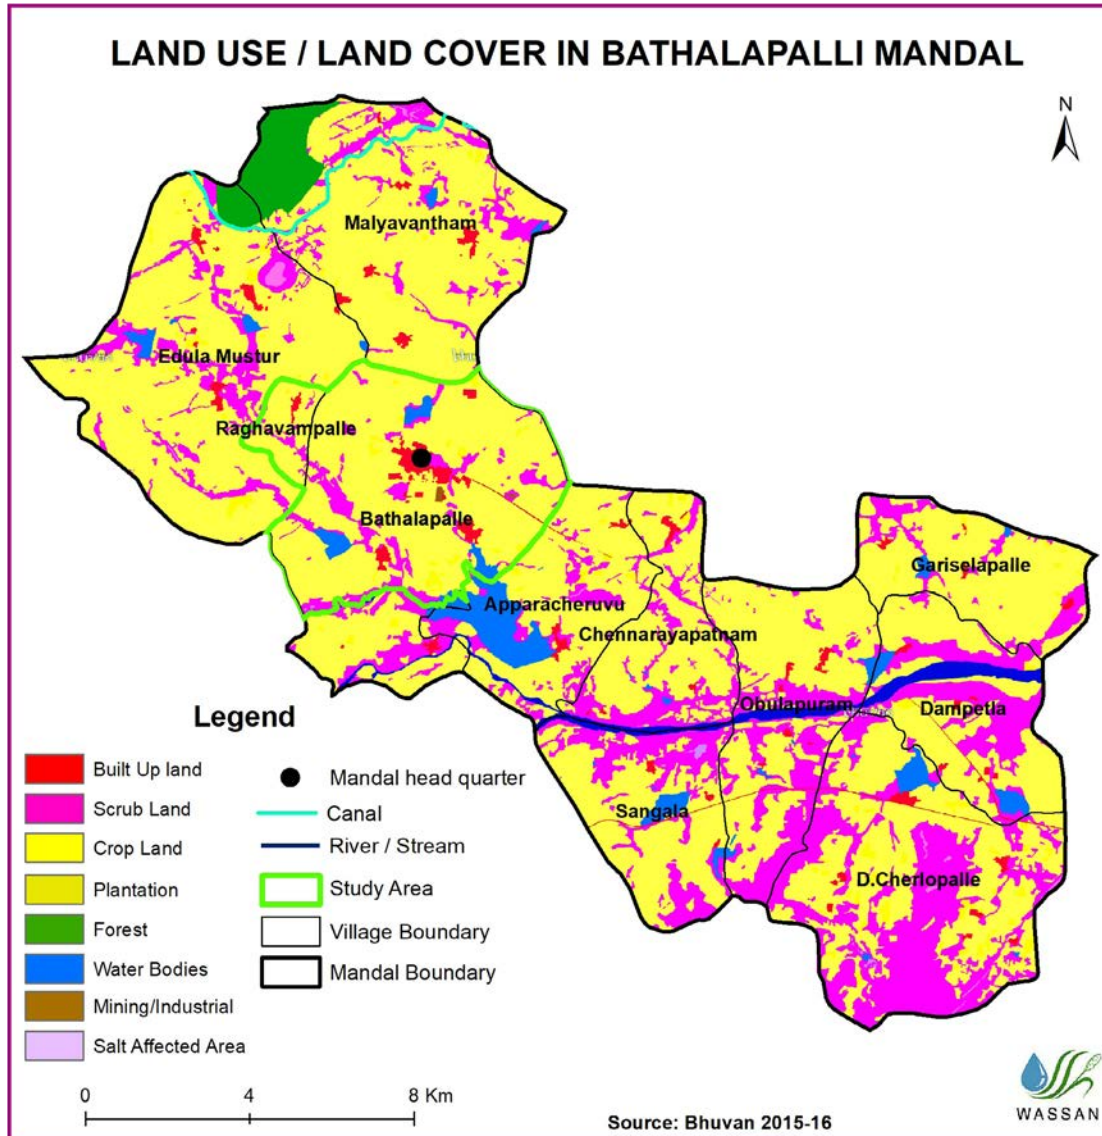 LAND USE / LAND COVER IN BATHALAPALLI MANDAL
N
Malyavantham
Edula Mustur
Raghavampalle
Bathalapalle
Gariselapalle
Apparacheruvu
Chennarayapatnam
Obulapuram
Dampetla
Sangala
D.Cherlopalle
Legend
Built Up land
Scrub Land
Crop Land
Plantation
Forest
Water Bodies
Mining/Industrial
Salt Affected Area
Mandal head quarter
Canal
River / Stream
Study Area
Village Boundary
Mandal Boundary
0 4 8 Km
Source: Bhuvan 2015-16
WASSAN